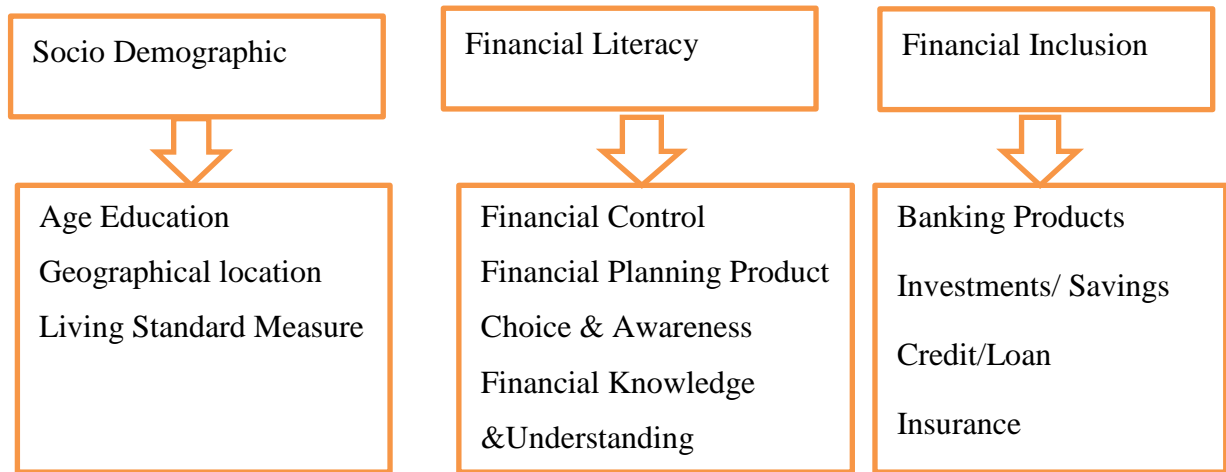 Socio Demographic
Financial Literacy
Financial Inclusion
Age Education
Geographical location
Living Standard Measure
Financial Control
Financial Planning Product
Choice & Awareness
Financial Knowledge
&Understanding
Banking Products
Investments/ Savings
Credit/Loan
Insurance